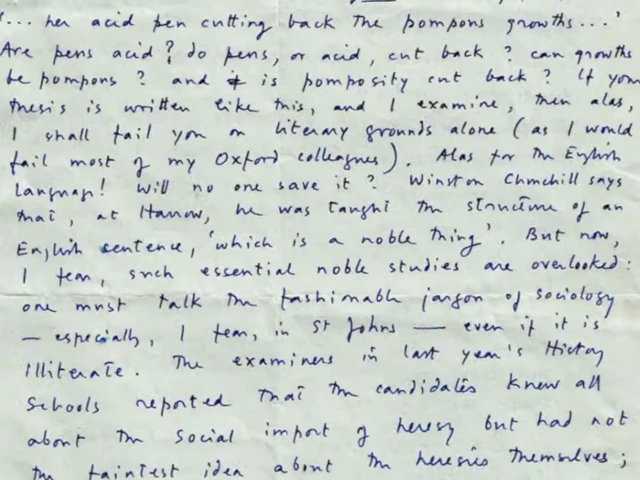 '... her acid pen cutting back the pompous growths...'
Are pens acid? do pens, or acid, cut back? can growths
be pompous? and is pomposity cut back? If your
thesis is written like this, and I examine, then alas,
I shall fail you on literary grounds alone (as I would
fail most of my Oxford colleagues). Alas for the English
language! Will no one save it? Winston Churchill says
that, at Harrow, he was taught the structure of an
English sentence, 'which is a noble thing'. But now,
I fear, such essential noble studies are overlooked:
one must talk the fashionable jargon of sociology
— especially, I fear, in St Johns — even if it is
illiterate. The examiners in last year's History
Schools reported that the candidates knew all
about the social import of heresy but had not
the faintest idea about the heresies themselves;